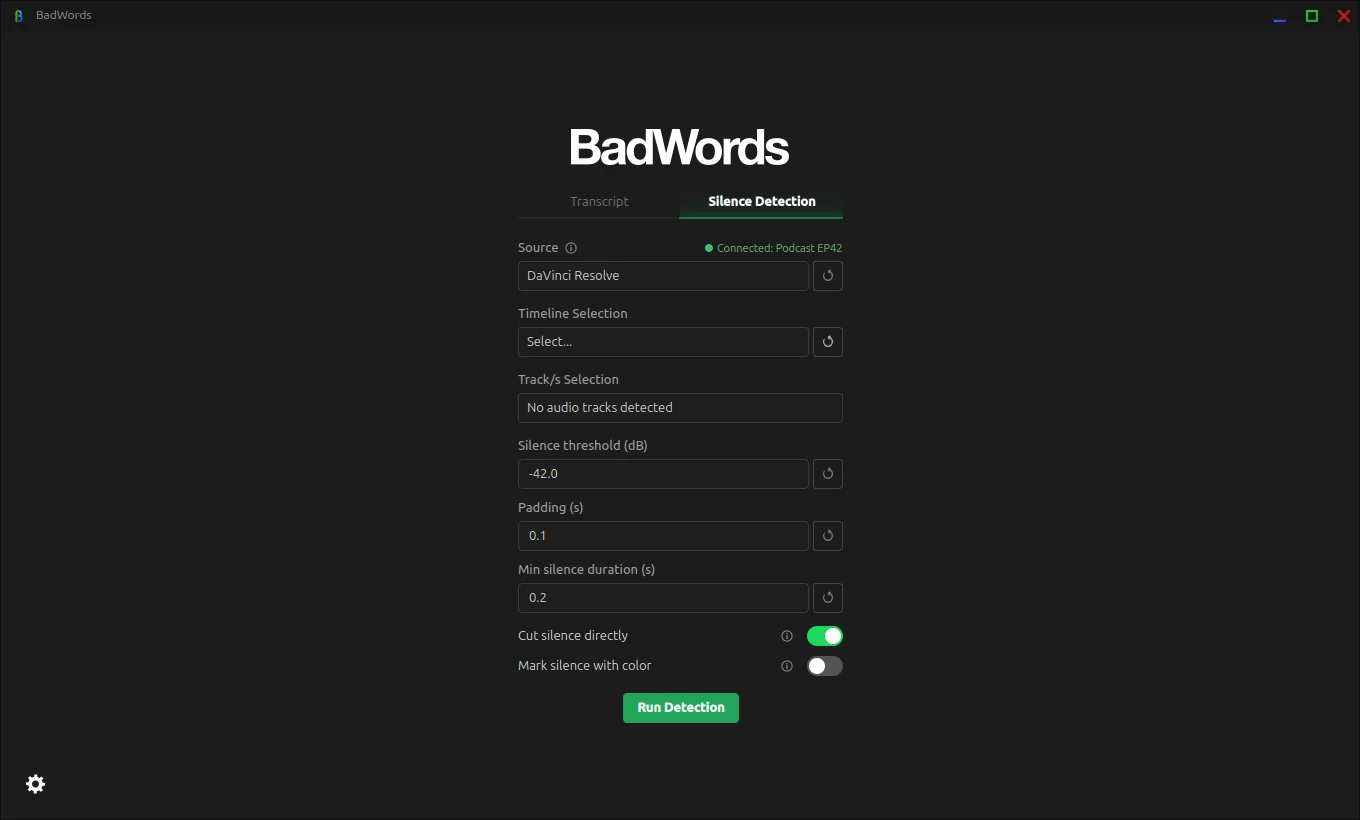 BadWords
BadWords
Transcript
Silence Detection
Source
Connected: Podcast EP42
DaVinci Resolve
Timeline Selection
Select...
Track/s Selection
No audio tracks detected
Silence threshold (dB)
-42.0
Padding (s)
0.1
Min silence duration (s)
0.2
Cut silence directly
Mark silence with color
Run Detection